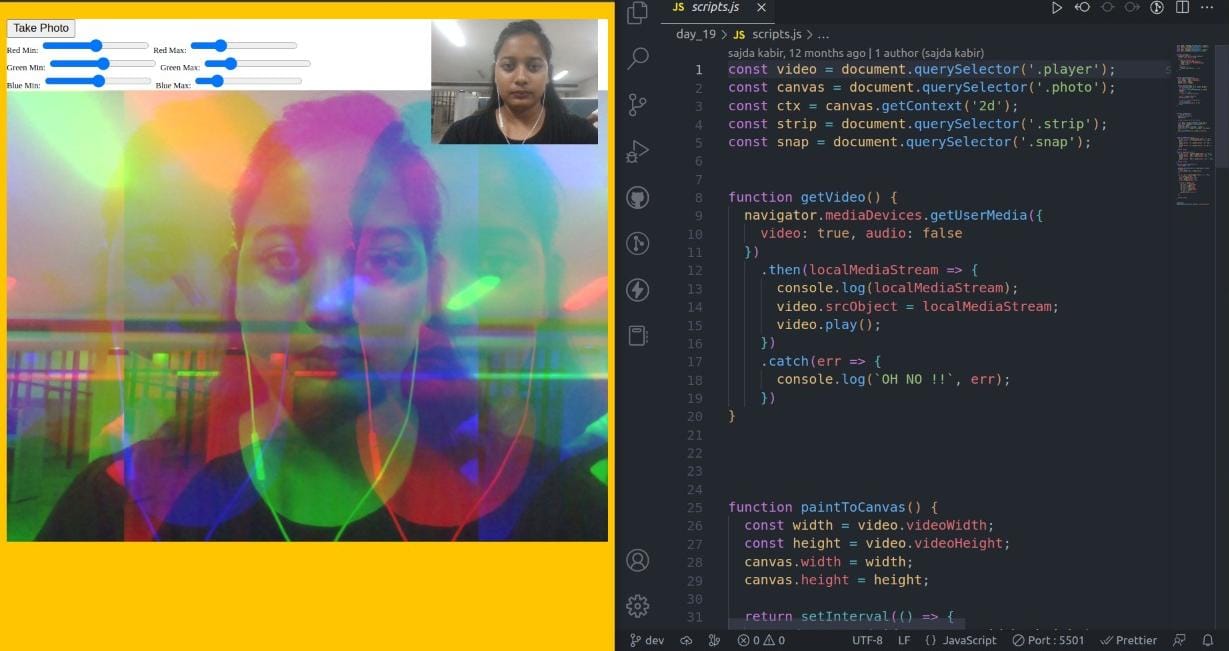 Take Photo
Red Min: Red Max:
Green Min: Green Max:
Blue Min: Blue Max:
JS scripts.js
day_19 > JS scripts.js > ...
sajda kabir, 12 months ago | 1 author (sajda kabir)
1 const video = document.querySelector('.player');
2 const canvas = document.querySelector('.photo');
3 const ctx = canvas.getContext('2d');
4 const strip = document.querySelector('.strip');
5 const snap = document.querySelector('.snap');
6
7
8 function getVideo() {
9 navigator.mediaDevices.getUserMedia({
10 video: true, audio: false
11 })
12 .then(localMediaStream => {
13 console.log(localMediaStream);
14 video.srcObject = localMediaStream;
15 video.play();
16 })
17 .catch(err => {
18 console.log(`OH NO !!`, err);
19 })
20 }
21
22
23
24
25 function paintToCanvas() {
26 const width = video.videoWidth;
27 const height = video.videoHeight;
28 canvas.width = width;
29 canvas.height = height;
30
31 return setInterval(() => {
dev 0 0 UTF-8 LF {} JavaScript Port : 5501 Prettier